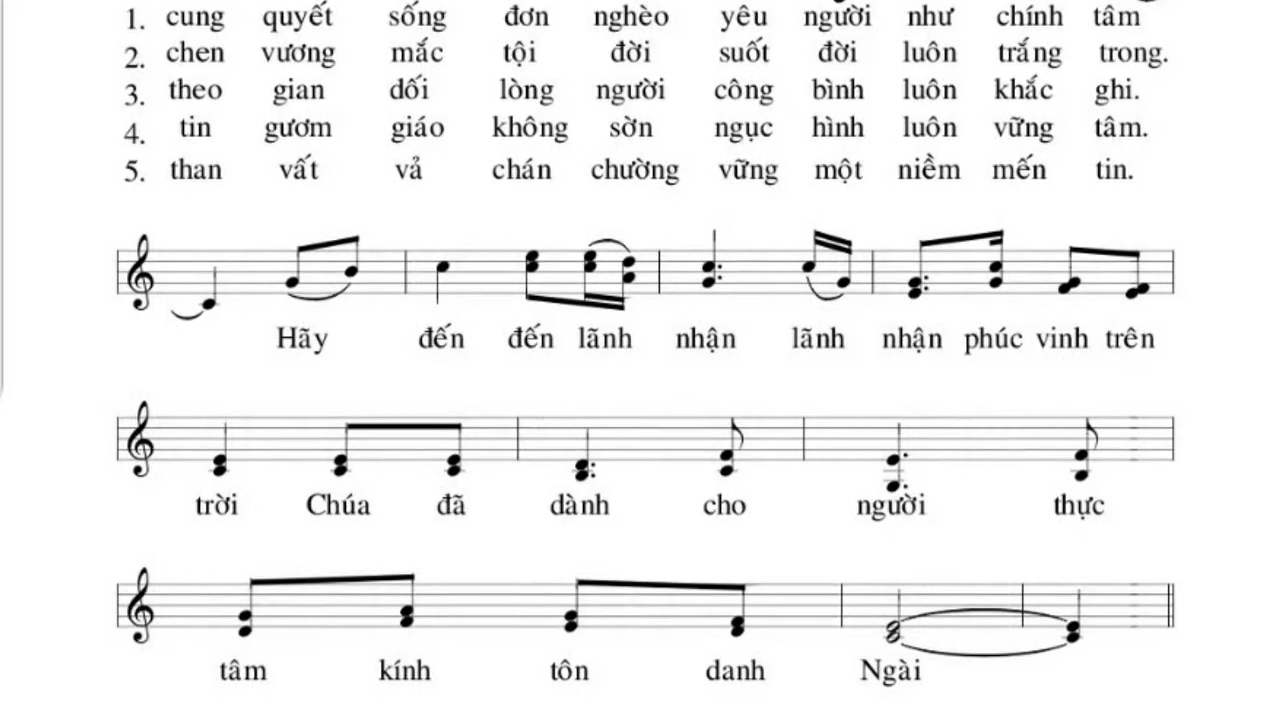 1. cung quyết sống đơn nghèo yêu người như chính tâm
2. chen vương mắc tội đời suốt đời luôn trắng trong.
3. theo gian dối lòng người công bình luôn khắc ghi.
4. tin gươm giáo không sờn ngục hình luôn vững tâm.
5. than vất vả chán chường vững một niềm mến tin.
Hãy đến đến lãnh nhận lãnh nhận phúc vinh trên
trời Chúa đã dành cho người thực
tâm kính tôn danh Ngài